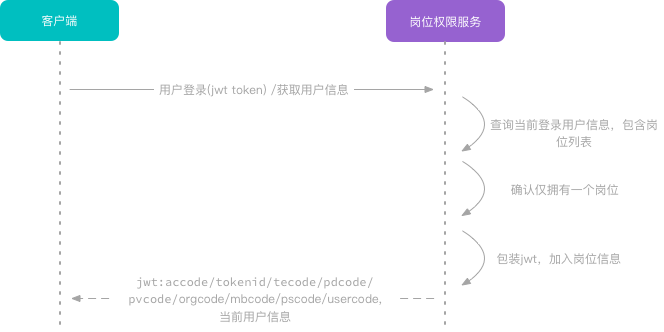 客户端
岗位权限服务
用户登录(jwt token) /获取用户信息
查询当前登录用户信息，包含岗
位列表
确认仅拥有一个岗位
包装jwt，加入岗位信息
jwt:accode/tokenid/tecode/pdcode/
pvcode/orgcode/mbcode/pscode/usercode,
当前用户信息